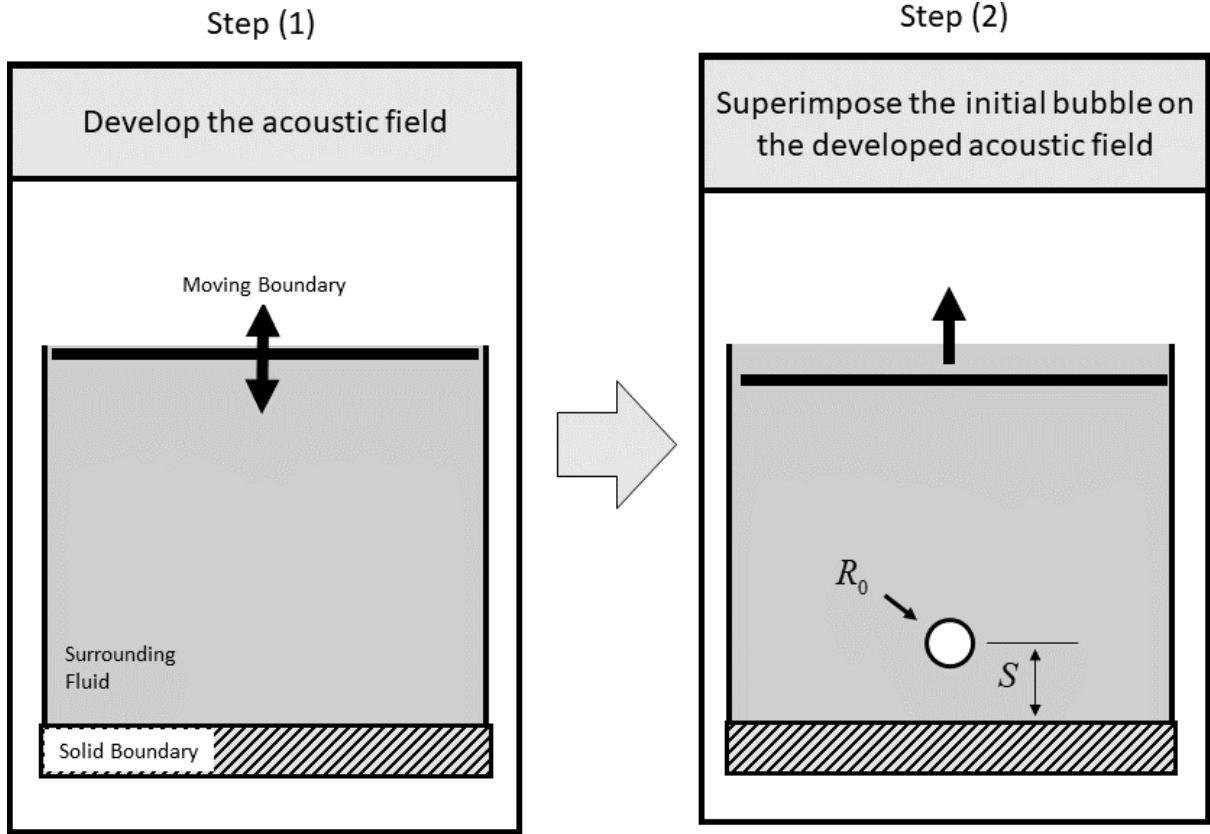 Step (1)
Develop the acoustic field
Moving Boundary
Surrounding
Fluid
Solid Boundary
Step (2)
Superimpose the initial bubble on
the developed acoustic field
R₀
S